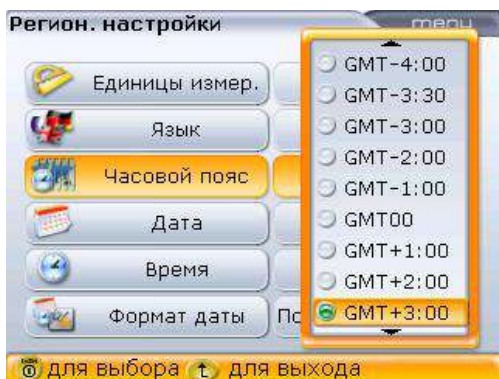 Регион. настройки
menu
Единицы измер.
Язык
Часовой пояс
Дата
Время
Формат даты
GMT-4:00
GMT-3:30
GMT-3:00
GMT-2:00
GMT-1:00
GMT00
GMT+1:00
GMT+2:00
GMT+3:00
для выбора для выхода